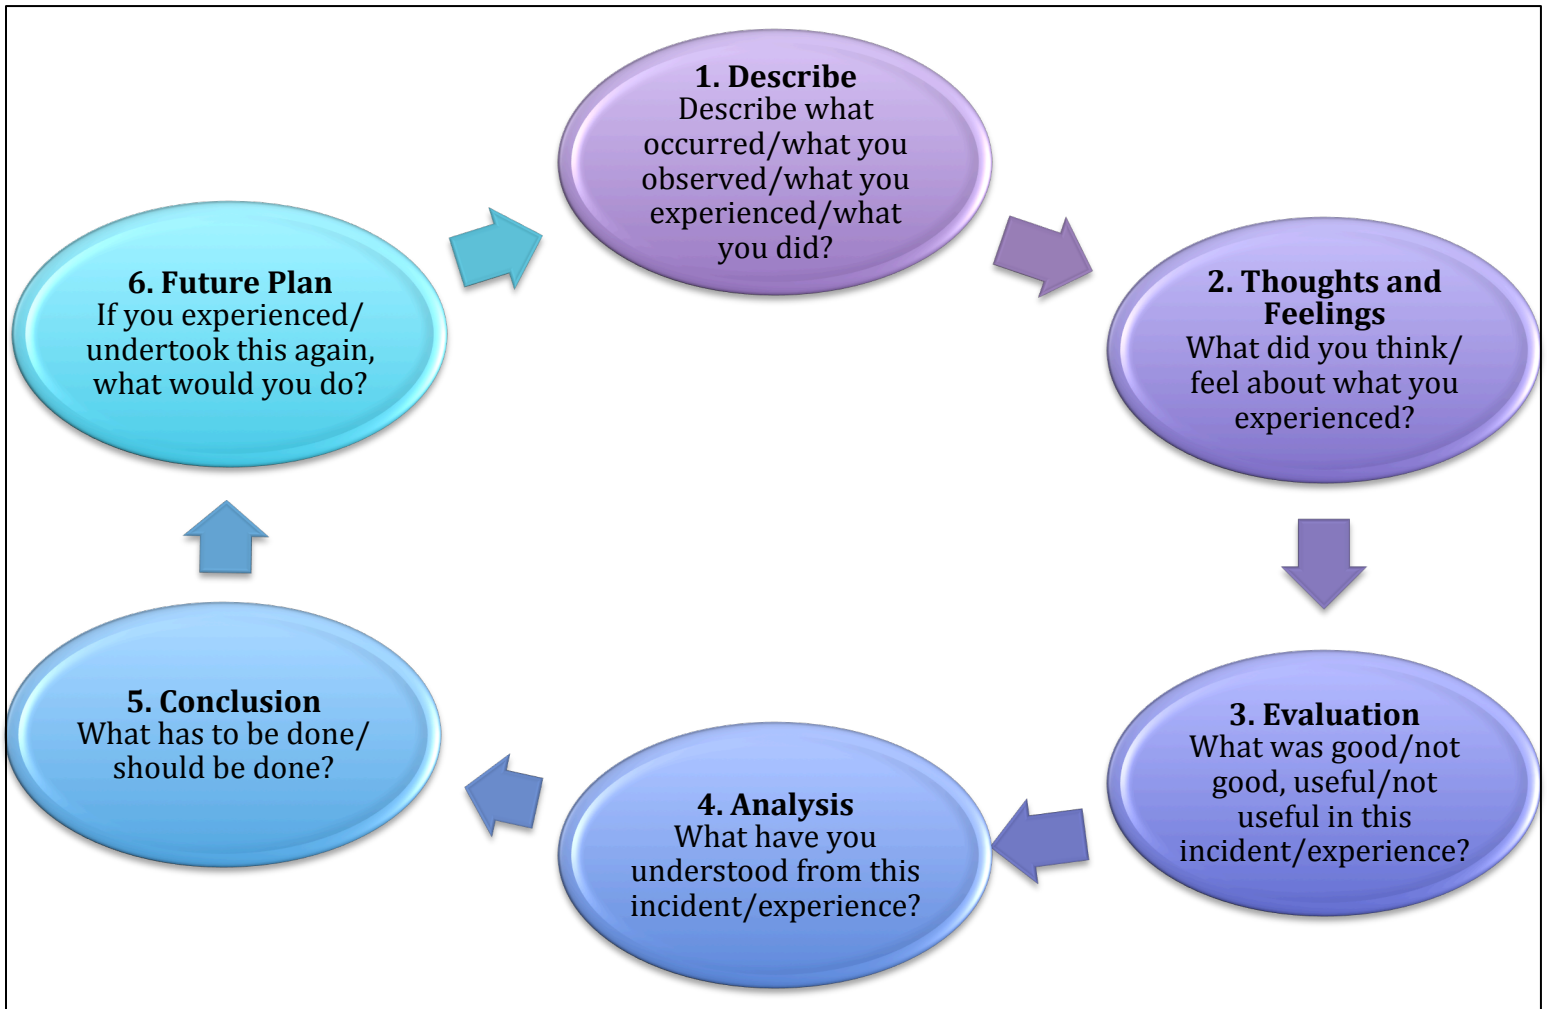 1. Describe
Describe what
occurred/what you
observed/what you
experienced/what
you did?
2. Thoughts and
Feelings
What did you think/
feel about what you
experienced?
3. Evaluation
What was good/not
good, useful/not
useful in this
incident/experience?
4. Analysis
What have you
understood from this
incident/experience?
5. Conclusion
What has to be done/
should be done?
6. Future Plan
If you experienced/
undertook this again,
what would you do?